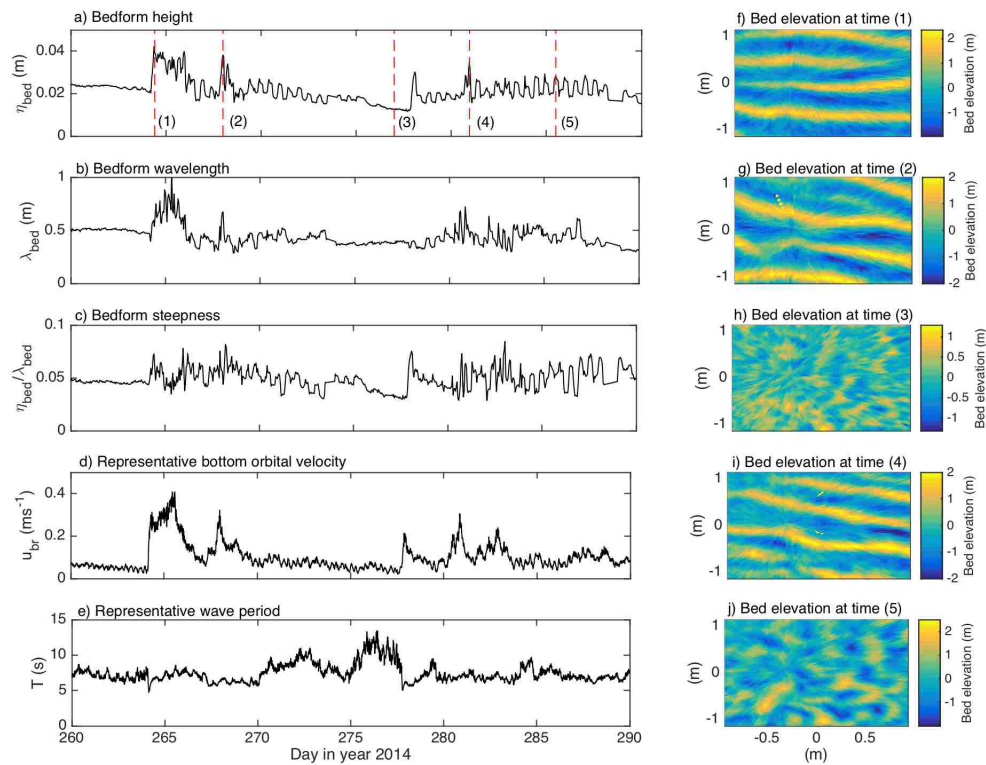 a) Bedform height
0.04
0.02
0
η_bed (m)
(1)
(2)
(3)
(4)
(5)
b) Bedform wavelength
1
0.5
0
λ_bed (m)
c) Bedform steepness
0.1
0.05
0
η_bed/λ_bed
d) Representative bottom orbital velocity
0.4
0.2
0
u_br (ms⁻¹)
e) Representative wave period
15
10
5
0
T (s)
260
265
270
275
280
285
290
Day in year 2014
f) Bed elevation at time (1)
1
0
-1
(m)
2
1
0
-1
Bed elevation (m)
g) Bed elevation at time (2)
1
0
-1
(m)
2
1
0
-1
-2
Bed elevation (m)
h) Bed elevation at time (3)
1
0
-1
(m)
1
0.5
0
-0.5
-1
Bed elevation (m)
i) Bed elevation at time (4)
1
0
-1
(m)
2
1
0
-1
-2
Bed elevation (m)
j) Bed elevation at time (5)
1
0
-1
(m)
2
1
0
-1
Bed elevation (m)
-0.5
0
0.5
(m)